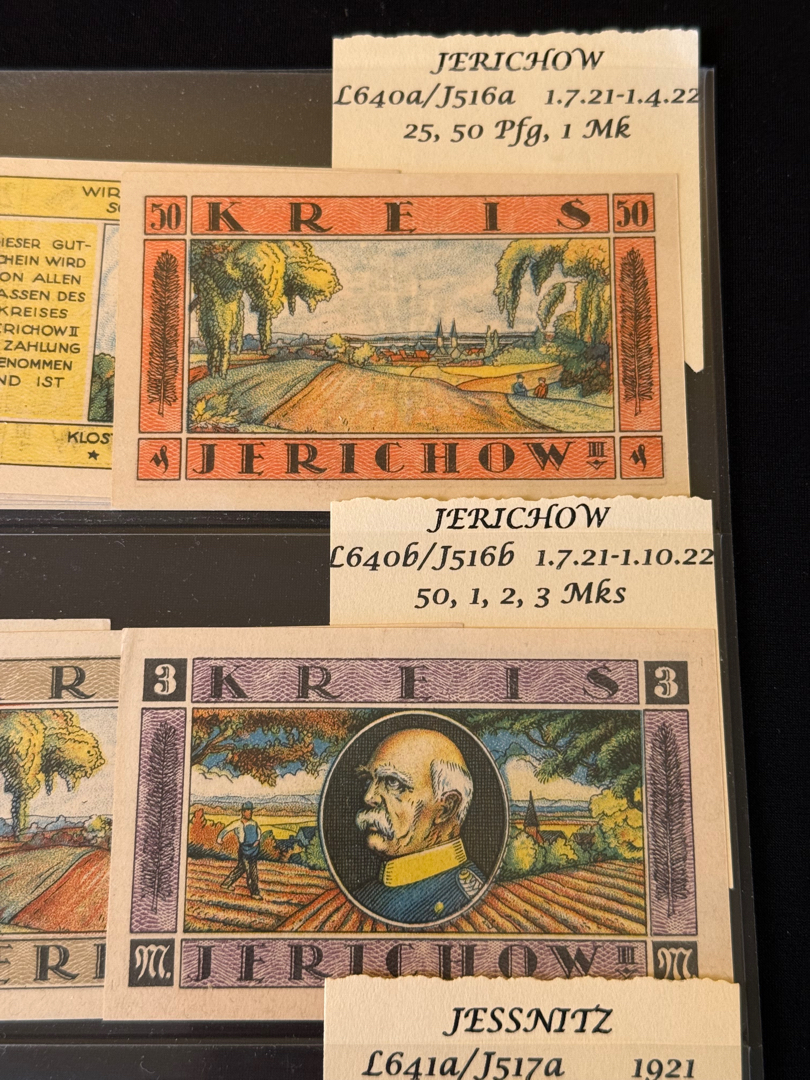 JERICHOW
L640a/J516a 1.7.21-1.4.22
25, 50 Pfg, 1 Mk
WIR
IESER GUT-
HEIN WIRD
ON ALLEN
ASSEN DES
KREISES
ERICHOW II
ZAHLUNG
ENOMMEN
ND IST
KLOST
50 KREIS 50
JERICHOW II
JERICHOW
L640b/J516b 1.7.21-1.10.22
50, 1, 2, 3 Mks
R
ERI
3 KREIS 3
M. JERICHOW II M
JESSNITZ
L641a/J517a 1921